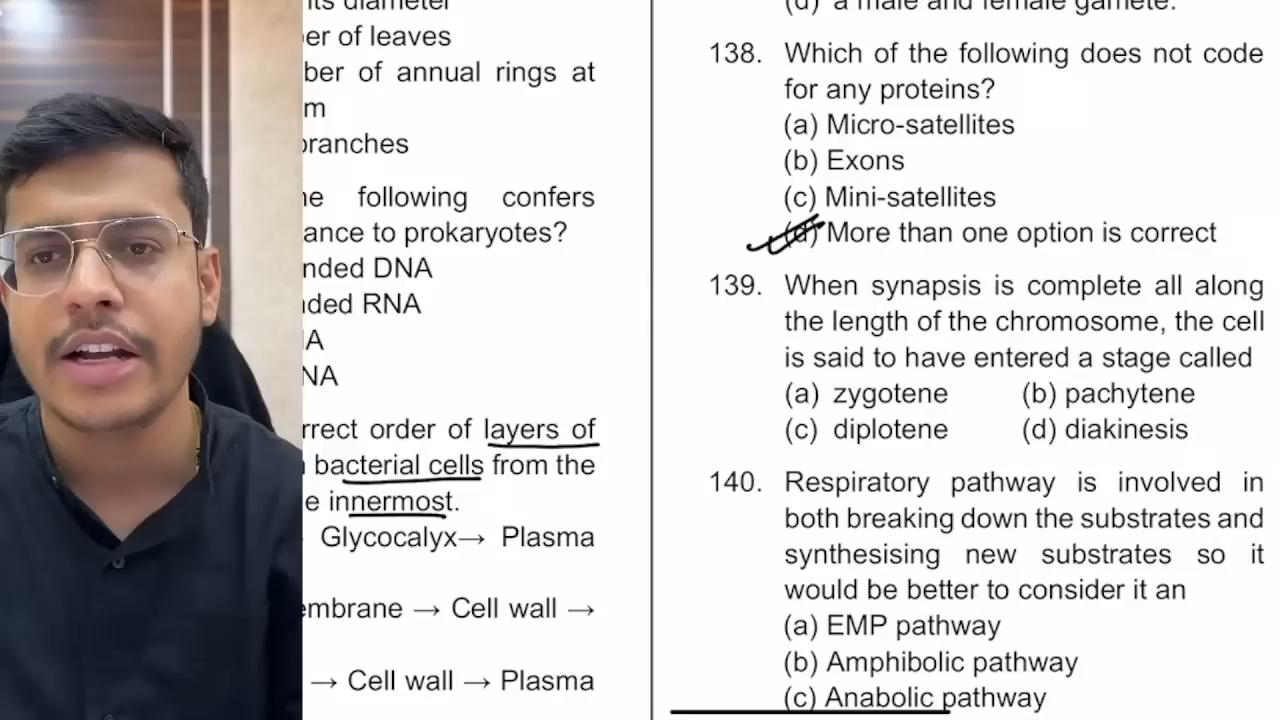 its diameter
er of leaves
ber of annual rings at
m
branches
he following confers
ance to prokaryotes?
nded DNA
ded RNA
A
NA
rrect order of layers of
bacterial cells from the
e innermost.
Glycocalyx→ Plasma
embrane → Cell wall →
→ Cell wall → Plasma
(d) a male and female gamete.
138. Which of the following does not code
for any proteins?
(a) Micro-satellites
(b) Exons
(c) Mini-satellites
(d) More than one option is correct
139. When synapsis is complete all along
the length of the chromosome, the cell
is said to have entered a stage called
(a) zygotene (b) pachytene
(c) diplotene (d) diakinesis
140. Respiratory pathway is involved in
both breaking down the substrates and
synthesising new substrates so it
would be better to consider it an
(a) EMP pathway
(b) Amphibolic pathway
(c) Anabolic pathway